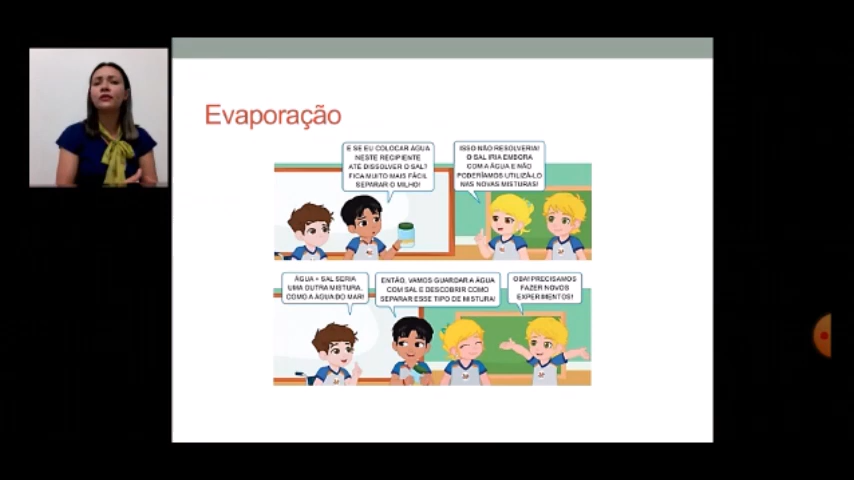 Evaporação
E SE EU COLOCAR ÁGUA
NESTE RECIPIENTE
ATÉ DISSOLVER O SAL?
FICA MUITO MAIS FÁCIL
SEPARAR O MILHO!
ISSO NÃO RESOLVERIA!
O SAL IRIA EMBORA
COM A ÁGUA E NÃO
PODERÍAMOS UTILIZÁ-LO
NAS NOVAS MISTURAS!
ÁGUA + SAL SERIA
UMA OUTRA MISTURA,
COMO A ÁGUA DO MAR!
ENTÃO, VAMOS GUARDAR A ÁGUA
COM SAL E DESCOBRIR COMO
SEPARAR ESSE TIPO DE MISTURA!
OBA! PRECISAMOS
FAZER NOVOS
EXPERIMENTOS!